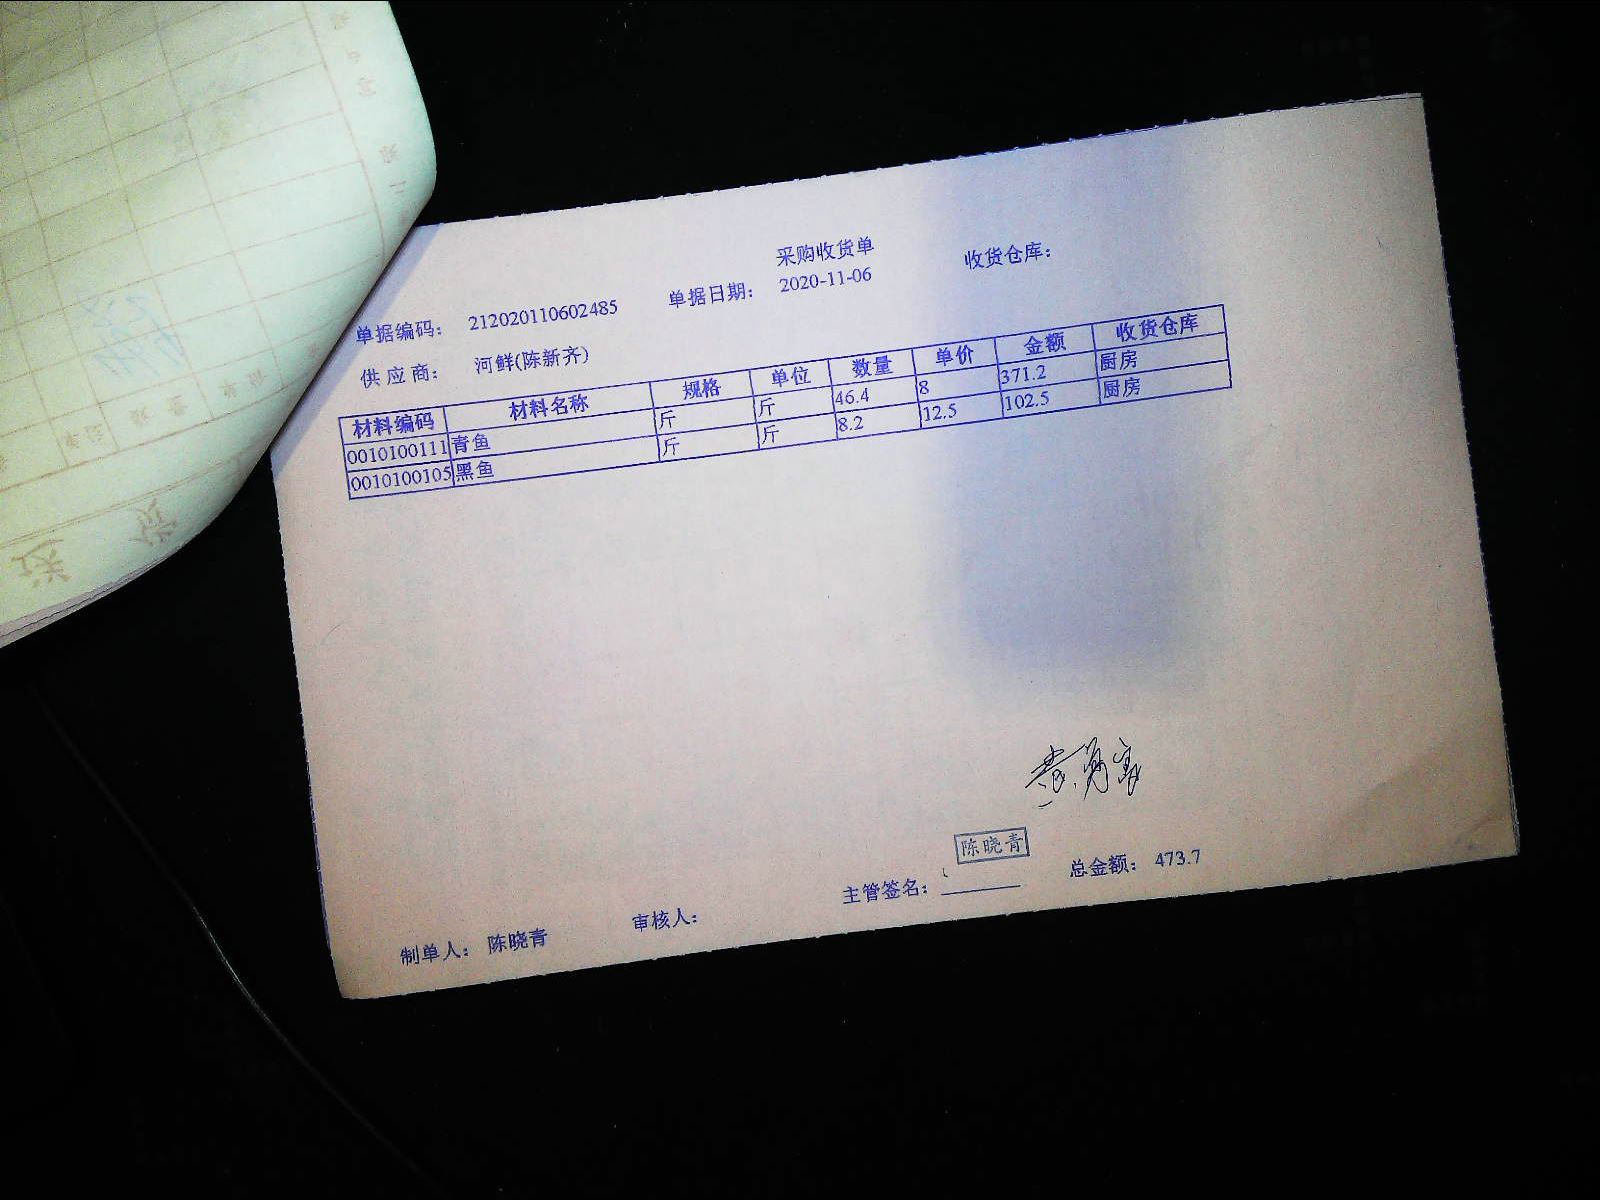 采购收货单
单据编码： 212020110602485 单据日期： 2020-11-06 收货仓库：
供应商： 河鲜(陈新齐)
材料编码 材料名称 规格 单位 数量 单价 金额 收货仓库
0010100111 青鱼 斤 斤 46.4 8 371.2 厨房
0010100105 黑鱼 斤 斤 8.2 12.5 102.5 厨房
陈晓青
制单人： 陈晓青 审核人： 主管签名： 总金额： 473.7